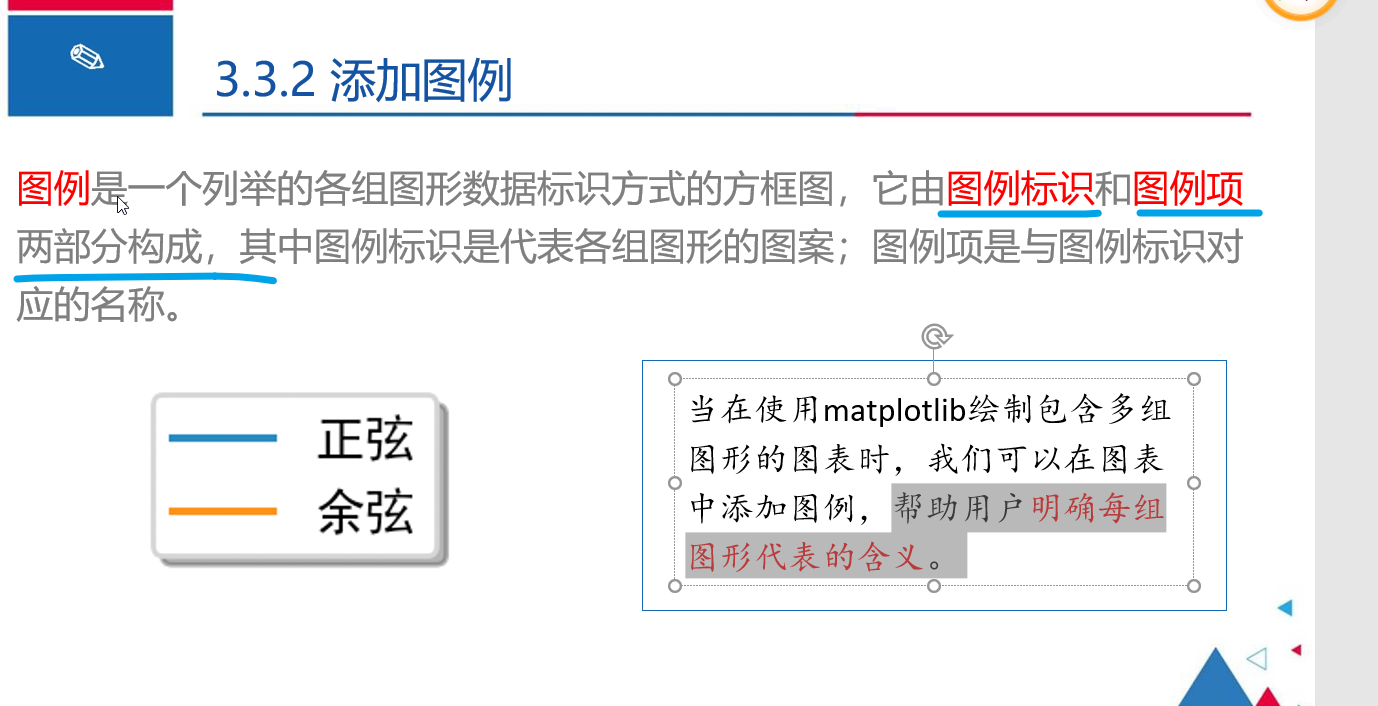 3.3.2 添加图例
图例是一个列举的各组图形数据标识方式的方框图，它由图例标识和图例项
两部分构成，其中图例标识是代表各组图形的图案；图例项是与图例标识对
应的名称。
正弦
余弦
当在使用matplotlib绘制包含多组
图形的图表时，我们可以在图表
中添加图例，帮助用户明确每组
图形代表的含义。